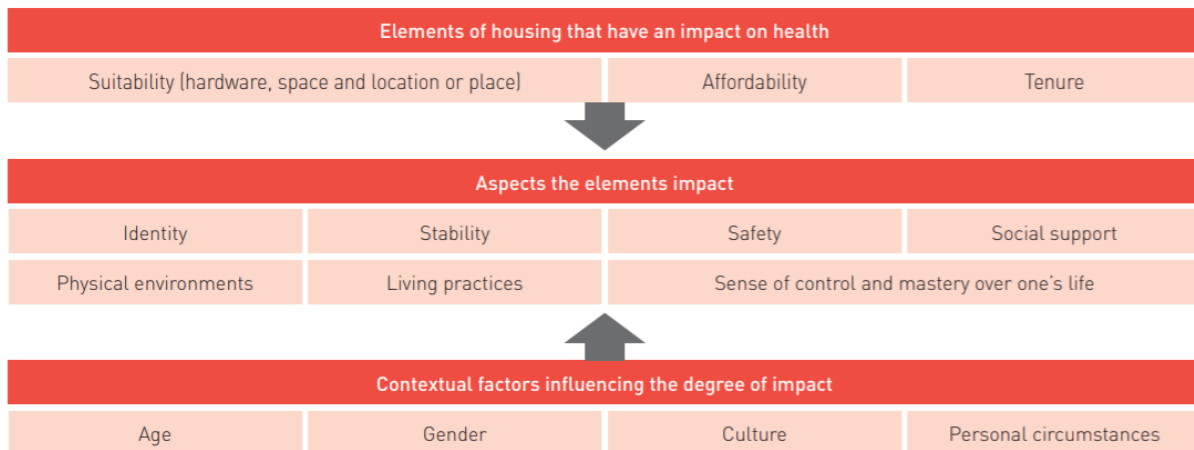 Elements of housing that have an impact on health
Suitability (hardware, space and location or place)
Affordability
Tenure
Aspects the elements impact
Identity
Stability
Safety
Social support
Physical environments
Living practices
Sense of control and mastery over one's life
Contextual factors influencing the degree of impact
Age
Gender
Culture
Personal circumstances